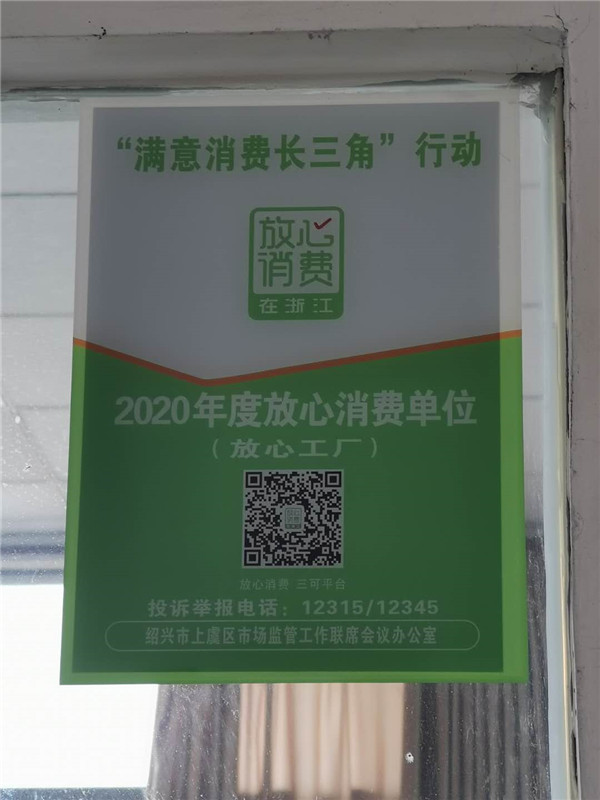 “满意消费长三角”行动
放心
消费
在浙江
2020年度放心消费单位
(放心工厂)
放心消费 三可平台
投诉举报电话：12315/12345
绍兴市上虞区市场监管工作联席会议办公室